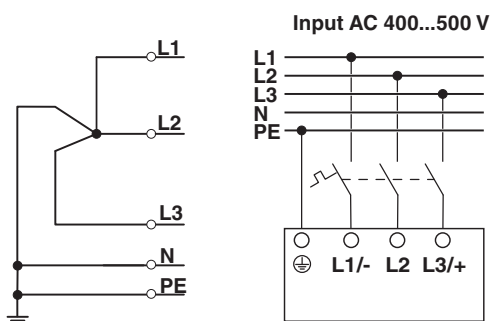 L1
L2
L3
N
PE
Input AC 400...500 V
L1
L2
L3
N
PE
L1/- L2 L3/+